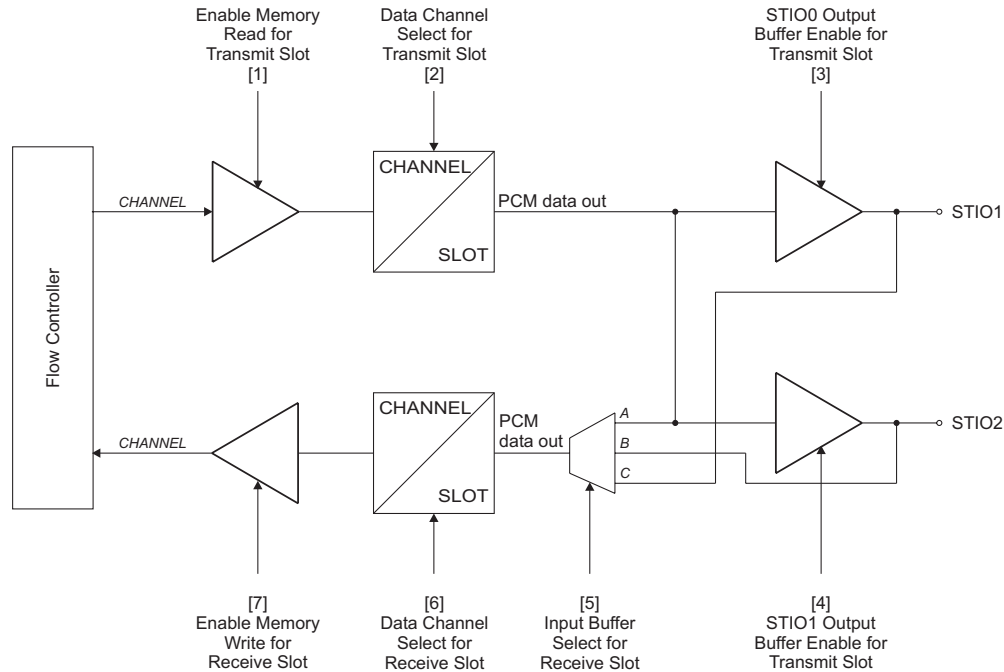 Enable Memory
Read for
Transmit Slot
[1]
Data Channel
Select for
Transmit Slot
[2]
STIO0 Output
Buffer Enable for
Transmit Slot
[3]
Flow Controller
CHANNEL
CHANNEL
SLOT
PCM data out
STIO1
CHANNEL
CHANNEL
SLOT
PCM
data out
A
B
C
STIO2
[7]
Enable Memory
Write for
Receive Slot
[6]
Data Channel
Select for
Receive Slot
[5]
Input Buffer
Select for
Receive Slot
[4]
STIO1 Output
Buffer Enable for
Transmit Slot